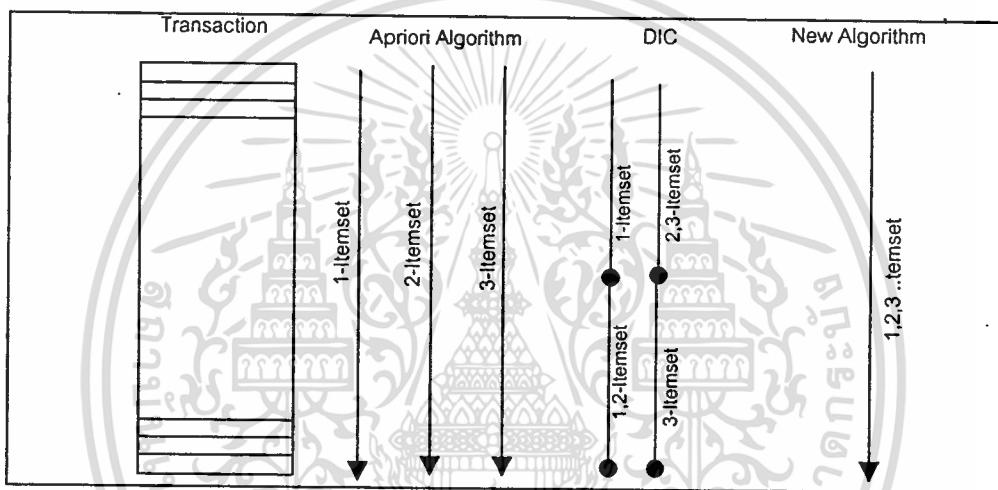 Transaction
Apriori Algorithm
DIC
New Algorithm
1-Itemset
2-Itemset
3-Itemset
1-Itemset
2,3-Itemset
1,2-Itemset
3-Itemset
1,2,3 ..temset